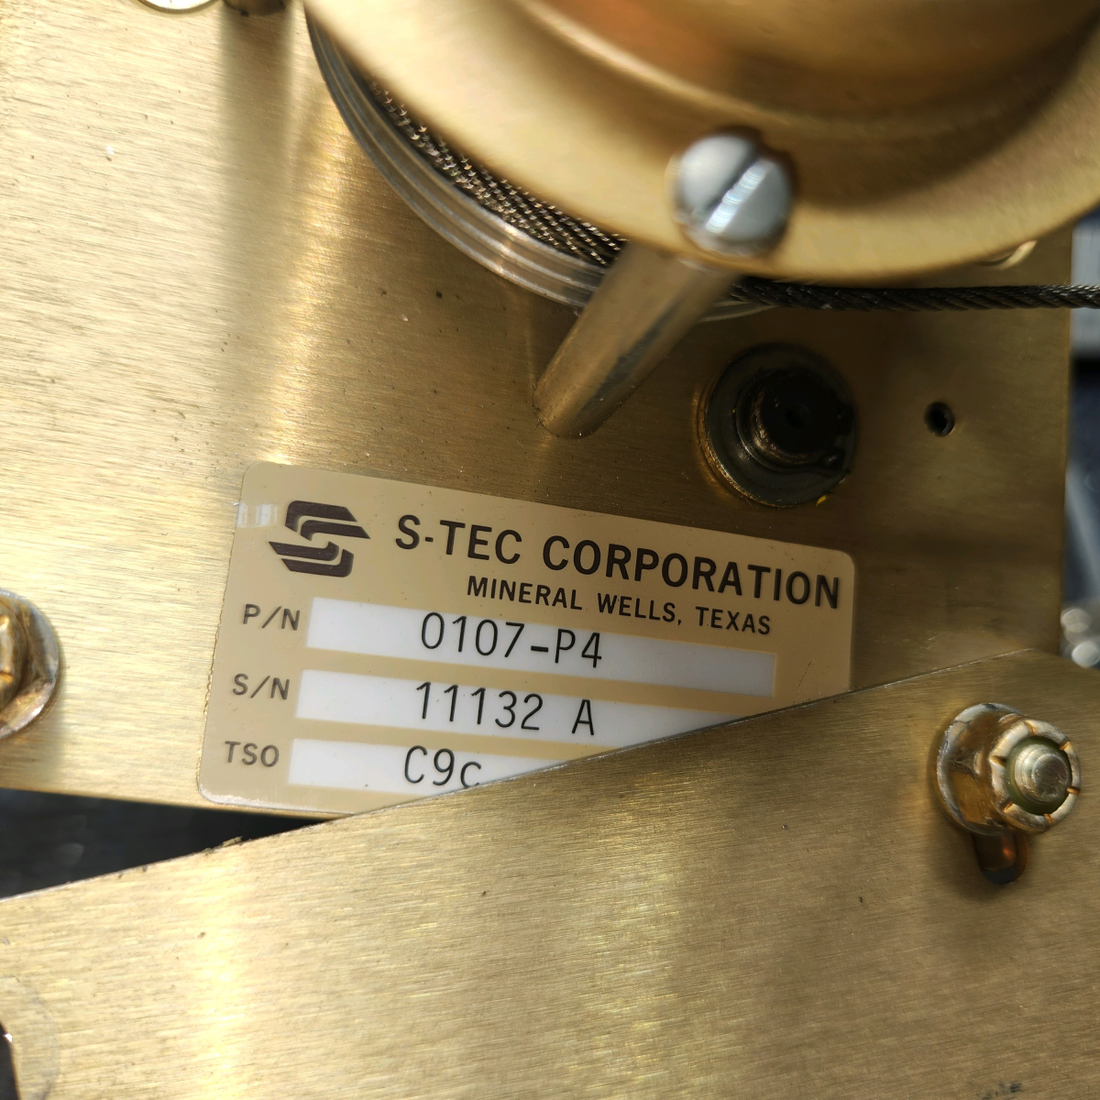 S-TEC CORPORATION
MINERAL WELLS, TEXAS
P/N 0107-P4
S/N 11132 A
TSO C9c